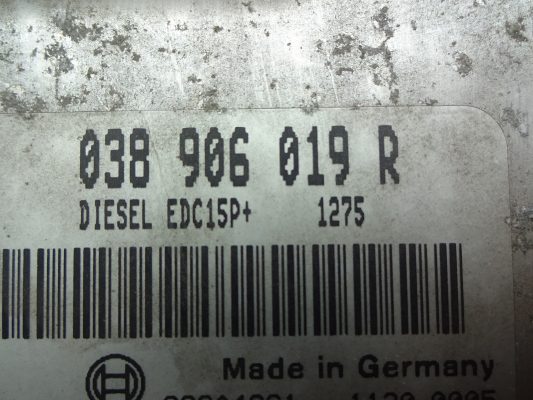 038 906 019 R
DIESEL EDC15P+ 1275
Made in Germany